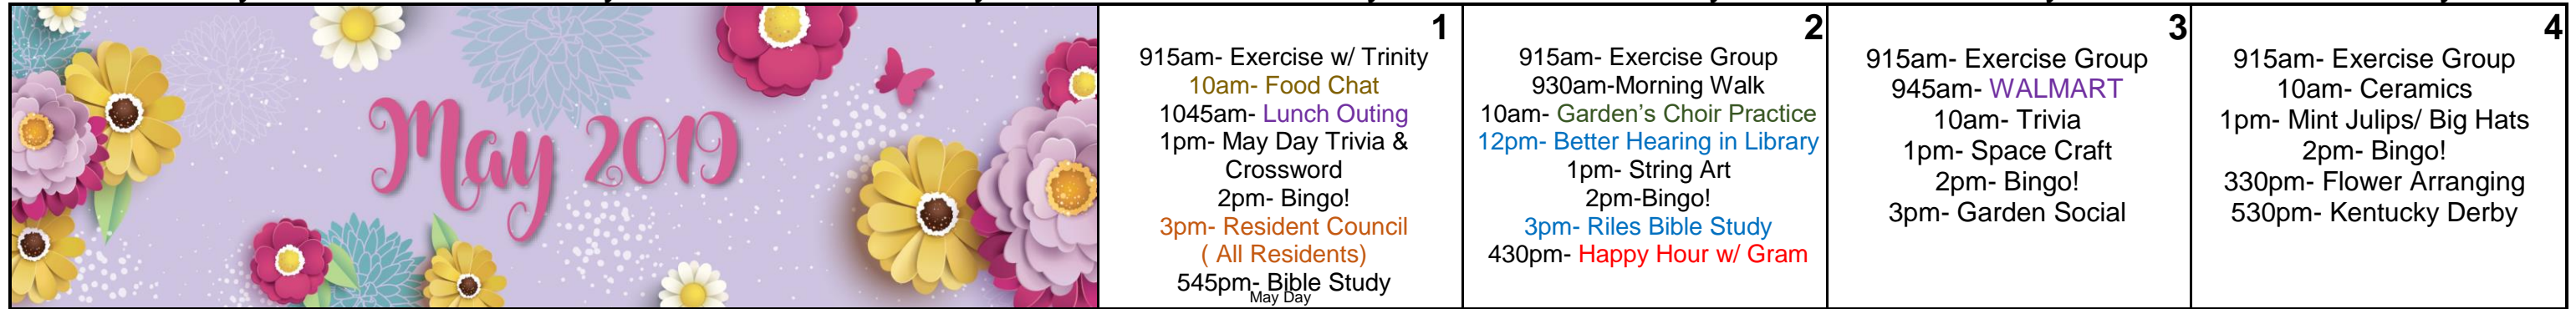 May 2019
1
915am- Exercise w/ Trinity
10am- Food Chat
1045am- Lunch Outing
1pm- May Day Trivia &
Crossword
2pm- Bingo!
3pm- Resident Council
( All Residents)
545pm- Bible Study
May Day
2
915am- Exercise Group
930am-Morning Walk
10am- Garden’s Choir Practice
12pm- Better Hearing in Library
1pm- String Art
2pm-Bingo!
3pm- Riles Bible Study
430pm- Happy Hour w/ Gram
3
915am- Exercise Group
945am- WALMART
10am- Trivia
1pm- Space Craft
2pm- Bingo!
3pm- Garden Social
4
915am- Exercise Group
10am- Ceramics
1pm- Mint Julips/ Big Hats
2pm- Bingo!
330pm- Flower Arranging
530pm- Kentucky Derby